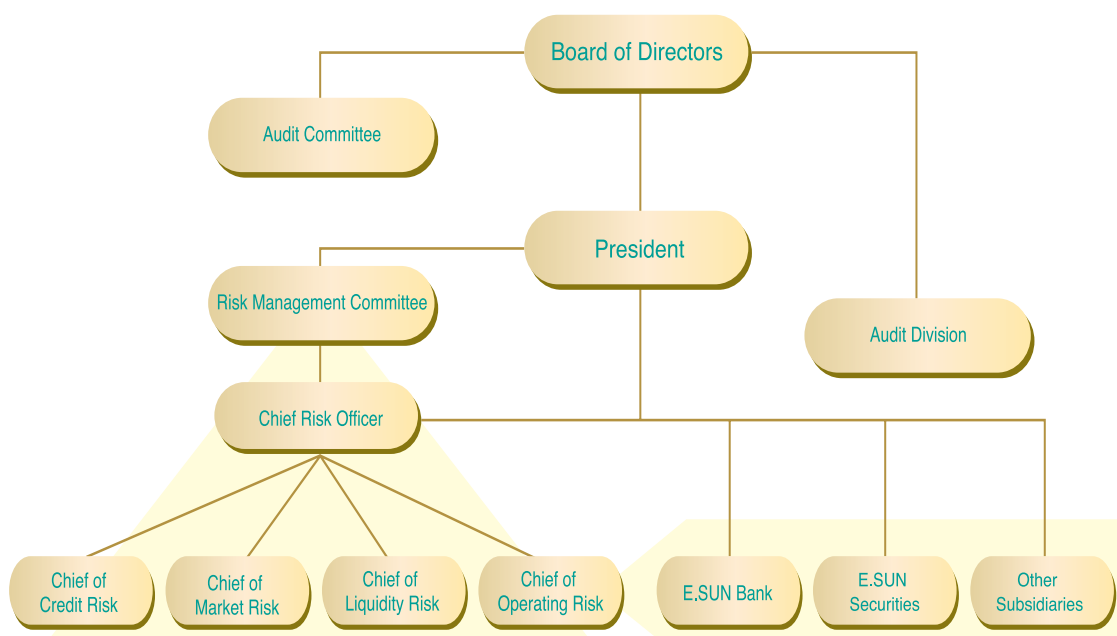 Board of Directors
Audit Committee
President
Risk Management Committee
Audit Division
Chief Risk Officer
Chief of
Credit Risk
Chief of
Market Risk
Chief of
Liquidity Risk
Chief of
Operating Risk
E.SUN Bank
E.SUN
Securities
Other
Subsidiaries